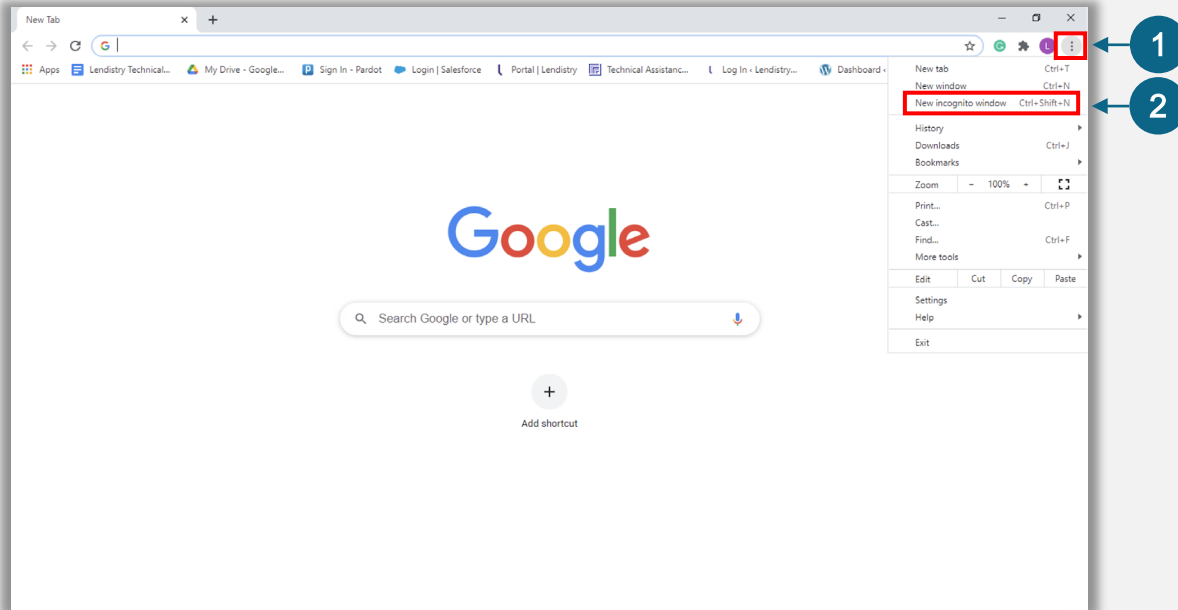 New Tab
Apps Lendistry Technical... My Drive - Google... Sign In - Pardot Login | Salesforce Portal | Lendistry Technical Assistanc... Log In ‹ Lendistry... Dashboard ‹
L
1
New tab Ctrl+T
New window Ctrl+N
New incognito window Ctrl+Shift+N
2
History
Downloads Ctrl+J
Bookmarks
Zoom - 100% +
Print... Ctrl+P
Cast...
Find... Ctrl+F
More tools
Edit Cut Copy Paste
Settings
Help
Exit
Google
Search Google or type a URL
Add shortcut